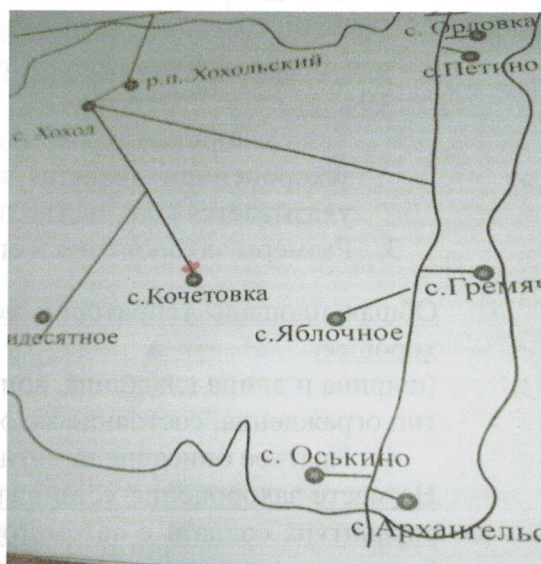 с. Орловка
с.Петино
р.п. Хохольский
с. Хохол
с.Кочетовка
с.Гремяч
идесятное
с.Яблочное
с. Оськино
с.Архангельс